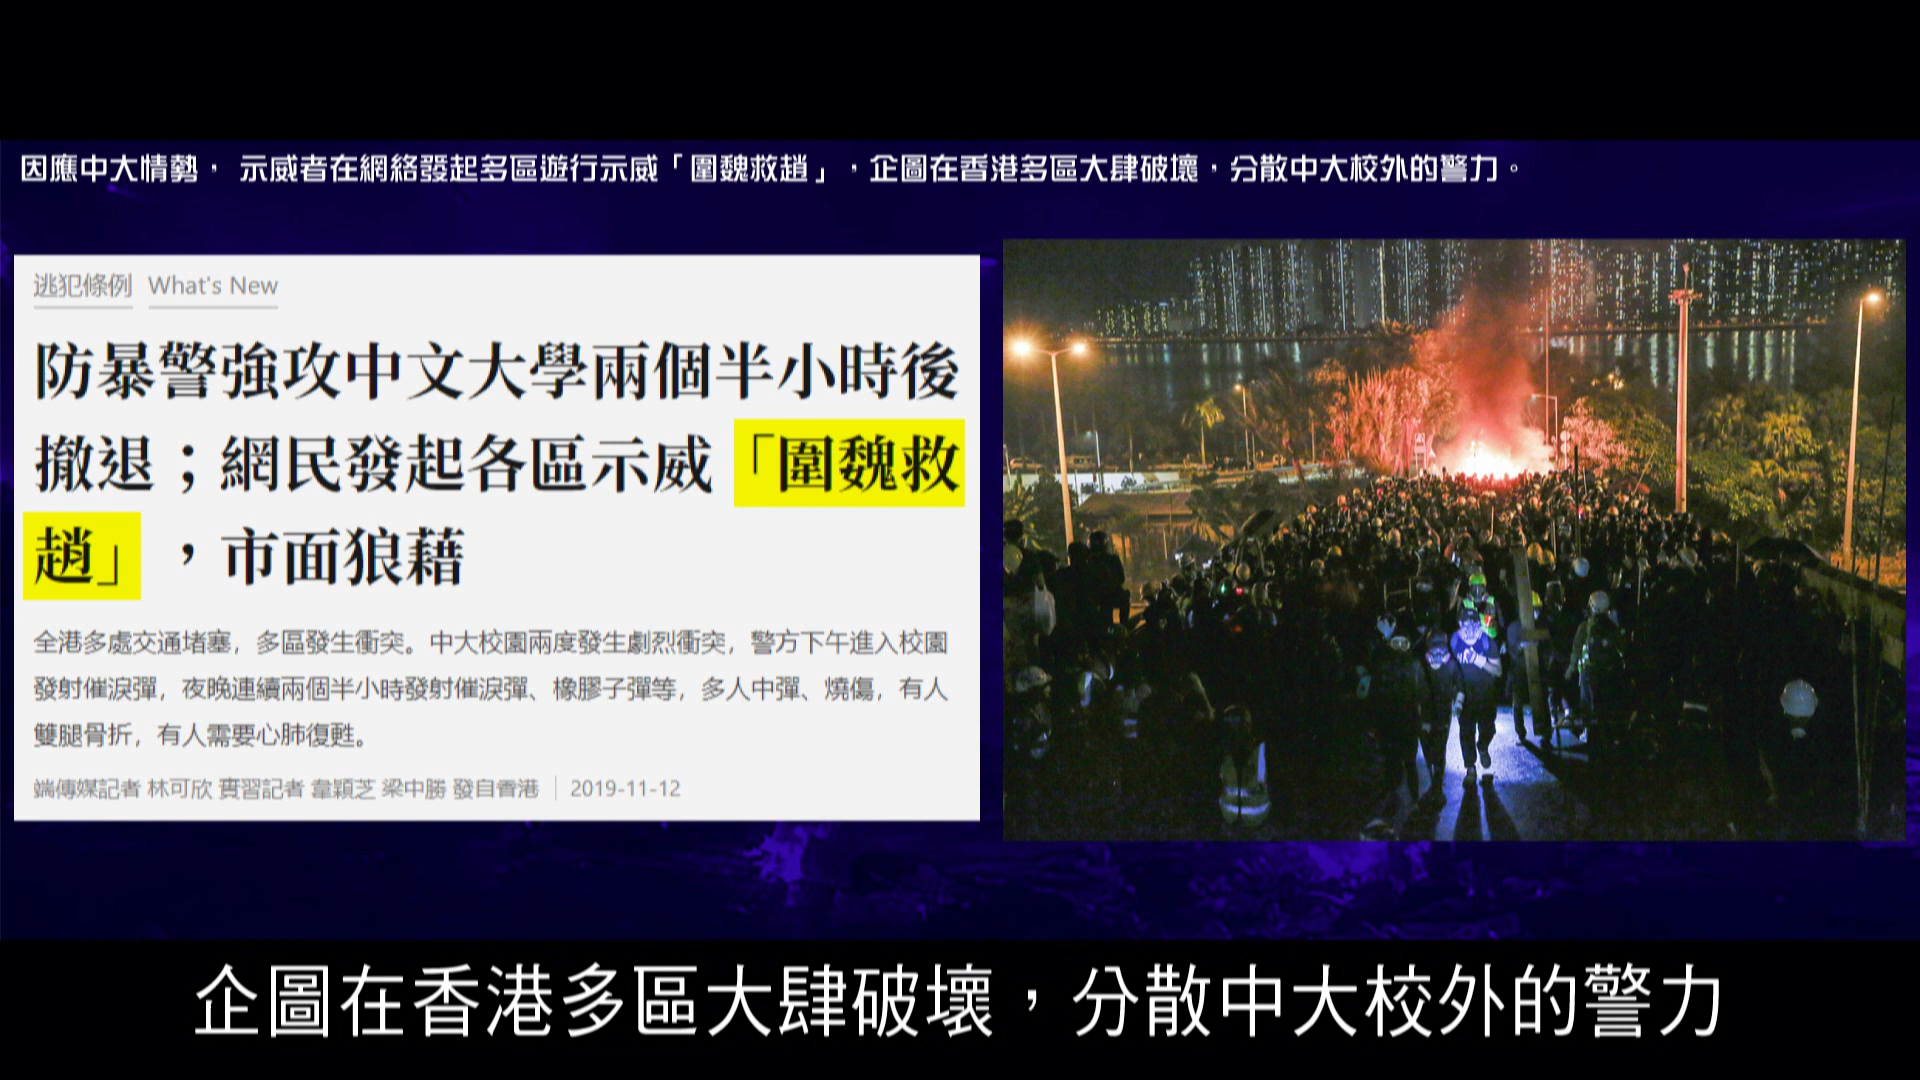 因應中大情勢， 示威者在網絡發起多區遊行示威「圍魏救趙」，企圖在香港多區大肆破壞，分散中大校外的警力。
逃犯條例 What's New
防暴警強攻中文大學兩個半小時後
撤退；網民發起各區示威「圍魏救
趙」，市面狼藉
全港多處交通堵塞，多區發生衝突。中大校園兩度發生劇烈衝突，警方下午進入校園
發射催淚彈，夜晚連續兩個半小時發射催淚彈、橡膠子彈等，多人中彈、燒傷，有人
雙腿骨折，有人需要心肺復甦。
端傳媒記者 林可欣 實習記者 韋穎芝 梁中勝 發自香港 2019-11-12
企圖在香港多區大肆破壞，分散中大校外的警力